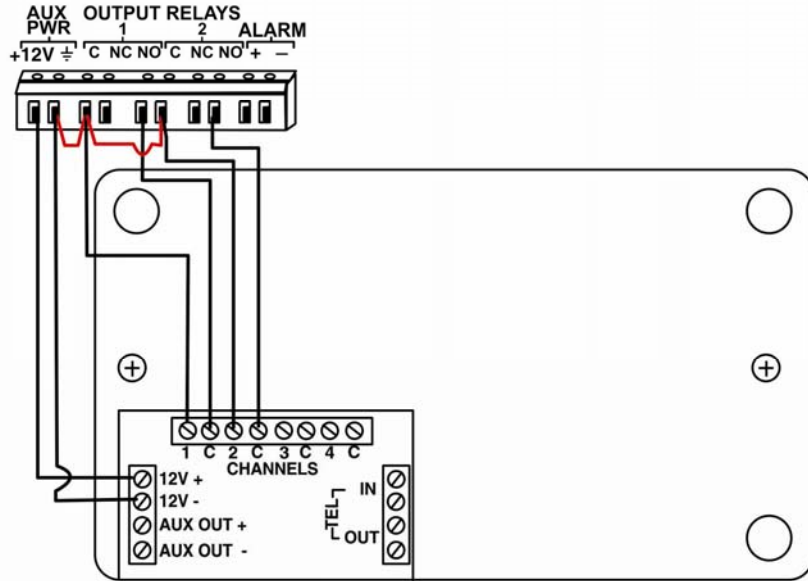 AUX OUTPUT RELAYS
PWR 1 2 ALARM
+12V ⏚ C NC NO C NC NO + −
1 C 2 C 3 C 4 C
CHANNELS
12V +
12V -
AUX OUT +
AUX OUT -
IN
TEL
OUT